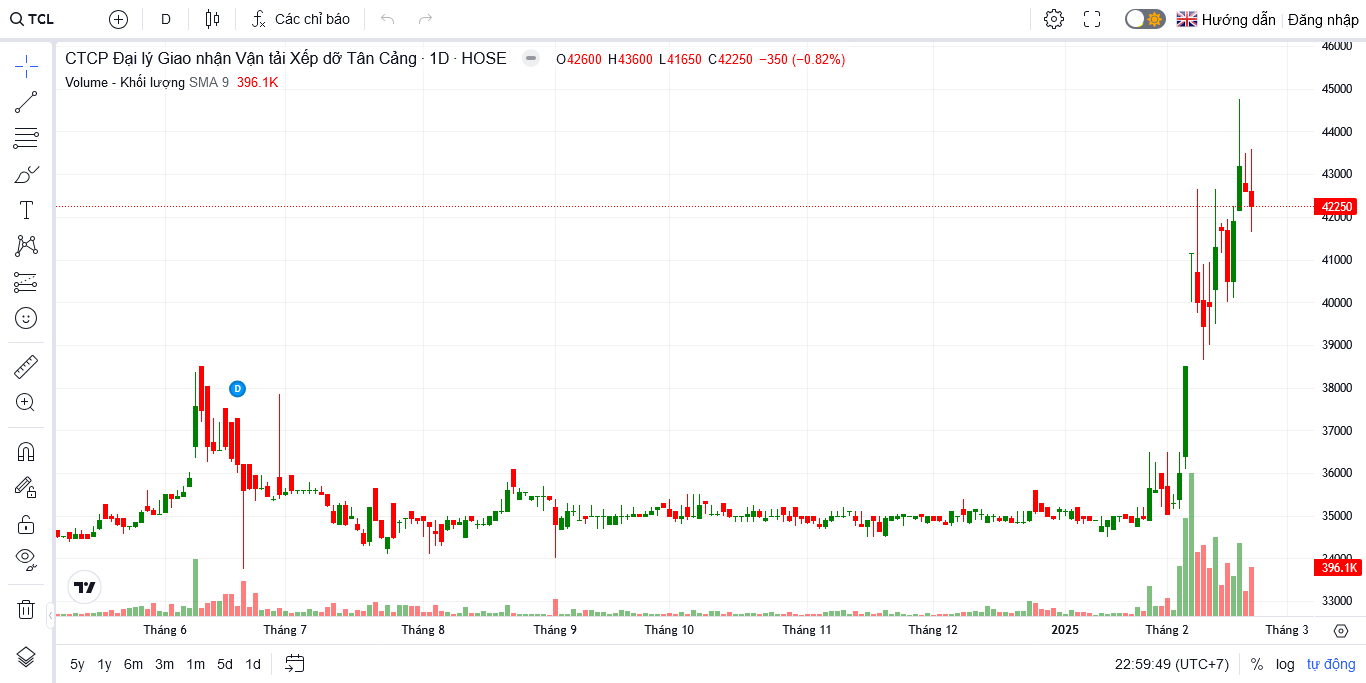 TCL D Các chỉ báo Hướng dẫn Đăng nhập
CTCP Đại lý Giao nhận Vận tải Xếp dỡ Tân Cảng · 1D · HOSE O42600 H43600 L41650 C42250 −350 (−0.82%)
Volume - Khối lượng SMA 9 396.1K
46000
45000
44000
43000
42250
42000
41000
40000
39000
38000
D
37000
36000
35000
34000
396.1K
33000
Tháng 6 Tháng 7 Tháng 8 Tháng 9 Tháng 10 Tháng 11 Tháng 12 2025 Tháng 2 Tháng 3
5y 1y 6m 3m 1m 5d 1d 22:59:49 (UTC+7) % log tự động